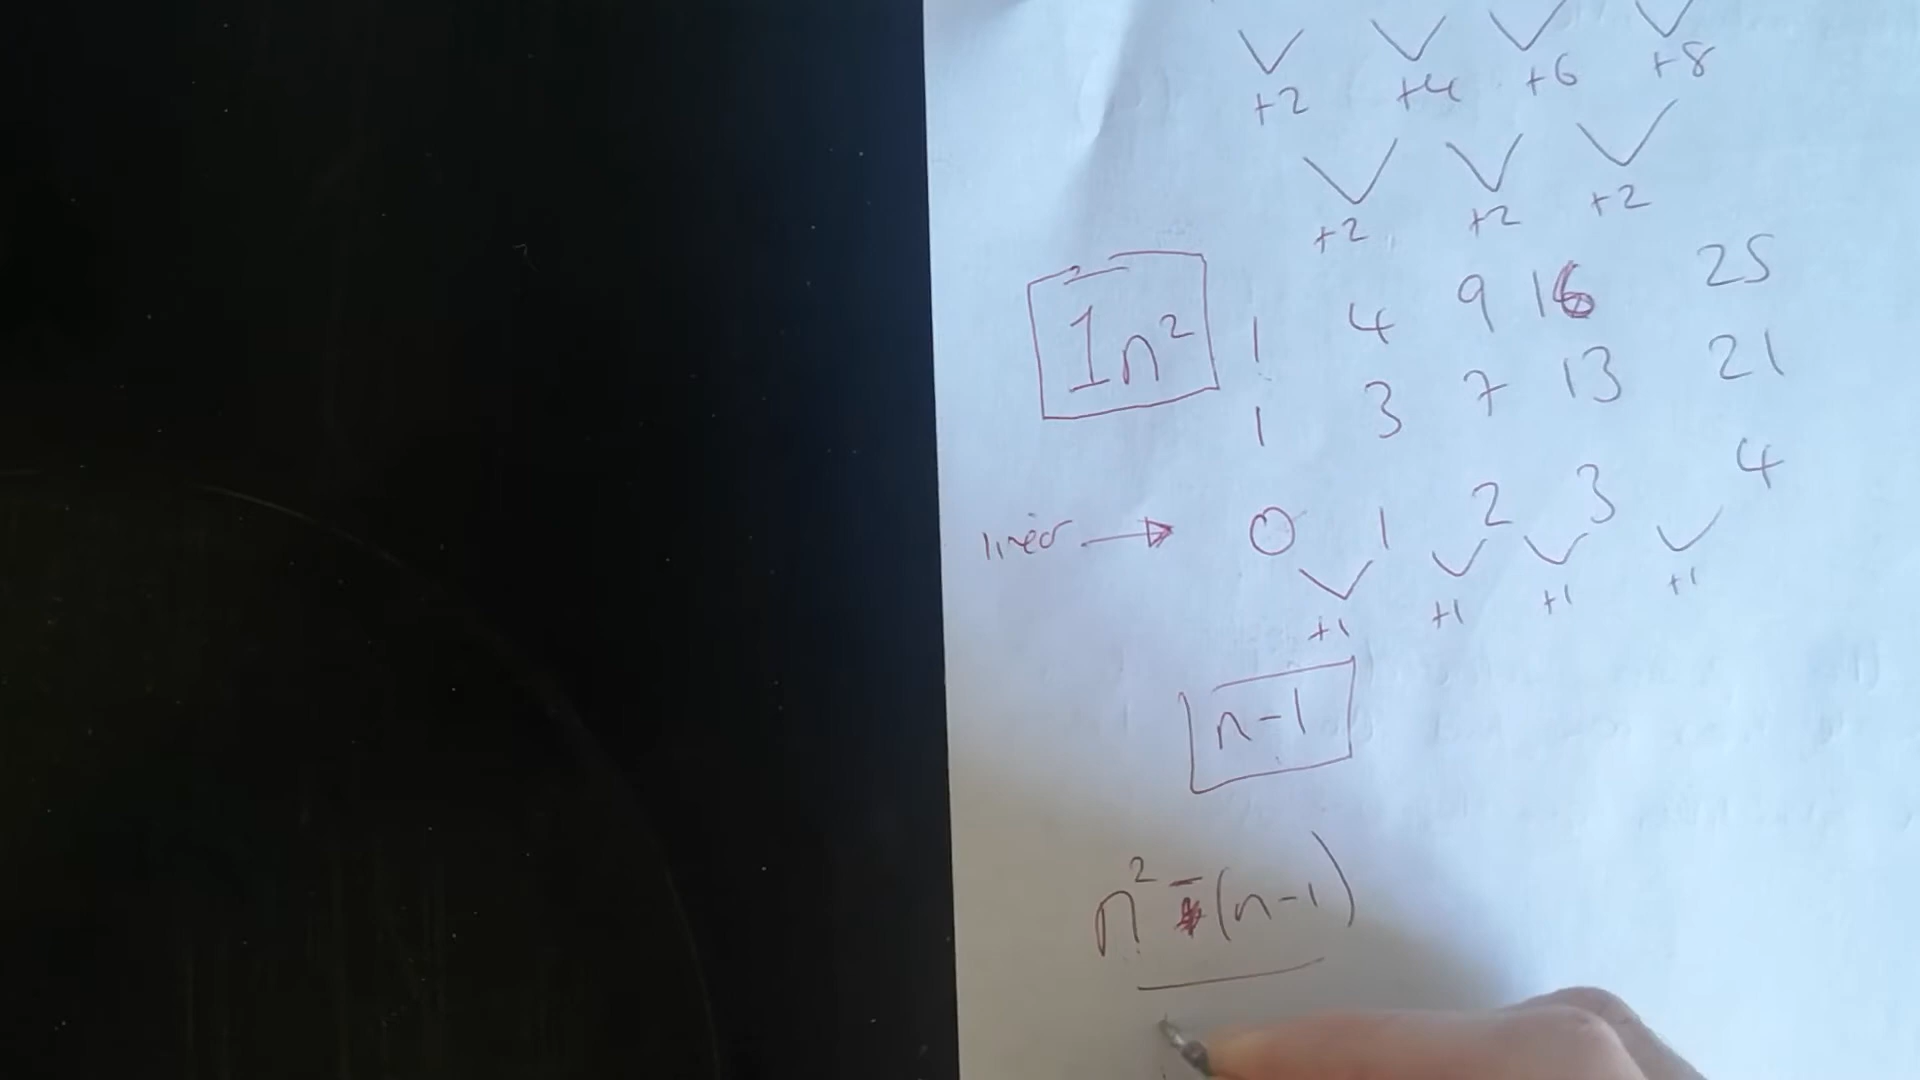 +2 +4 +6 +8
+2 +2 +2
1n² 1 4 9 16 25
1 3 7 13 21
linear → 0 1 2 3 4
+1 +1 +1 +1
n-1
n² -(n-1)